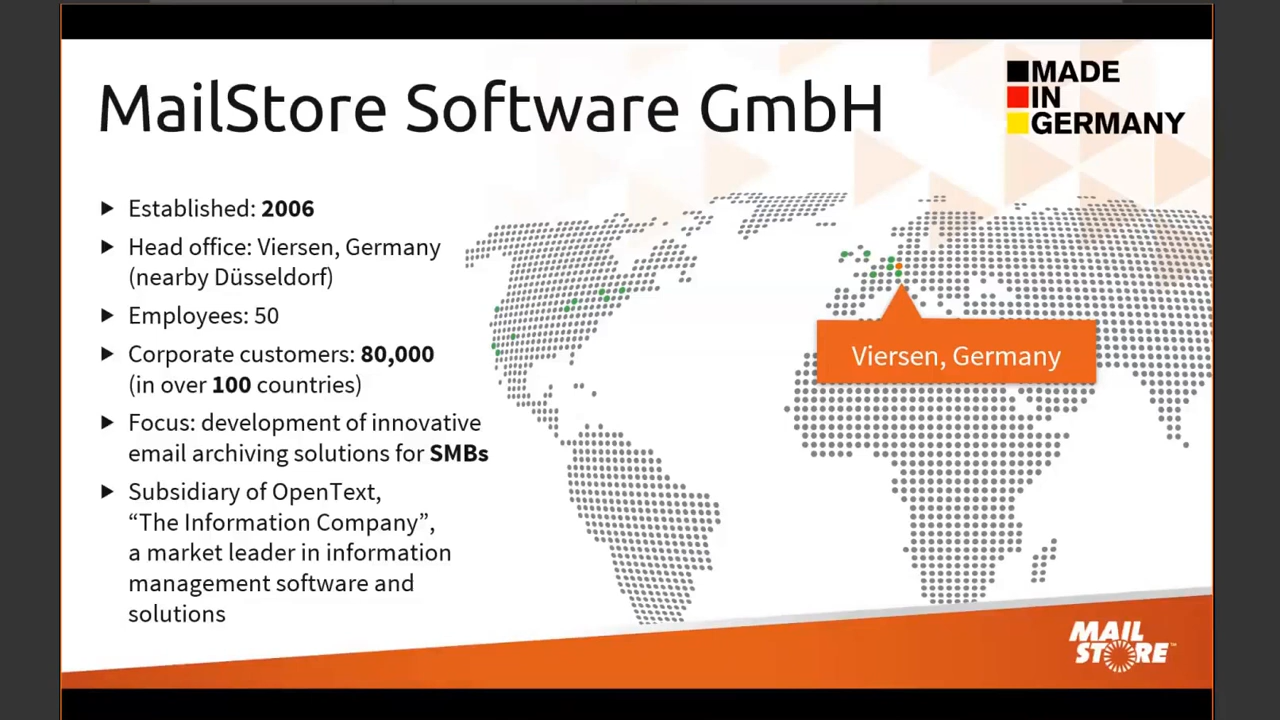 MailStore Software GmbH
MADE
IN
GERMANY
Established: 2006
Head office: Viersen, Germany
(nearby Düsseldorf)
Employees: 50
Corporate customers: 80,000
(in over 100 countries)
Focus: development of innovative
email archiving solutions for SMBs
Subsidiary of OpenText,
“The Information Company”,
a market leader in information
management software and
solutions
Viersen, Germany
MAIL
STORE™